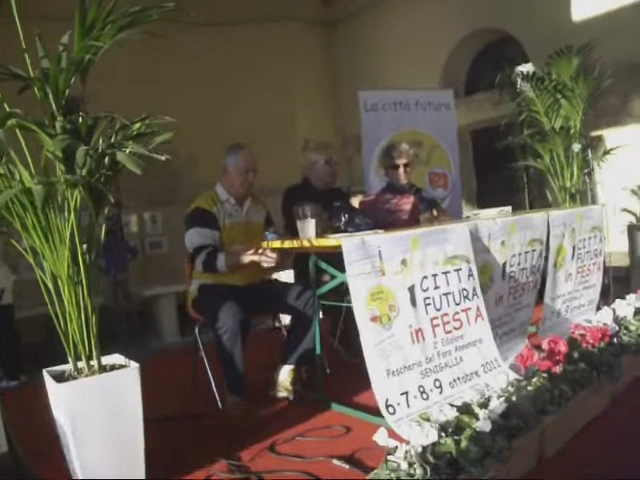 La città futura
CITTÀ
FUTURA
in FESTA
2ª Edizione
Pescheria del Foro Annonario
SENIGALLIA
6-7-8-9 ottobre 2011
CITTÀ
FUTURA
in FESTA
CITTÀ
FUTURA
in FESTA